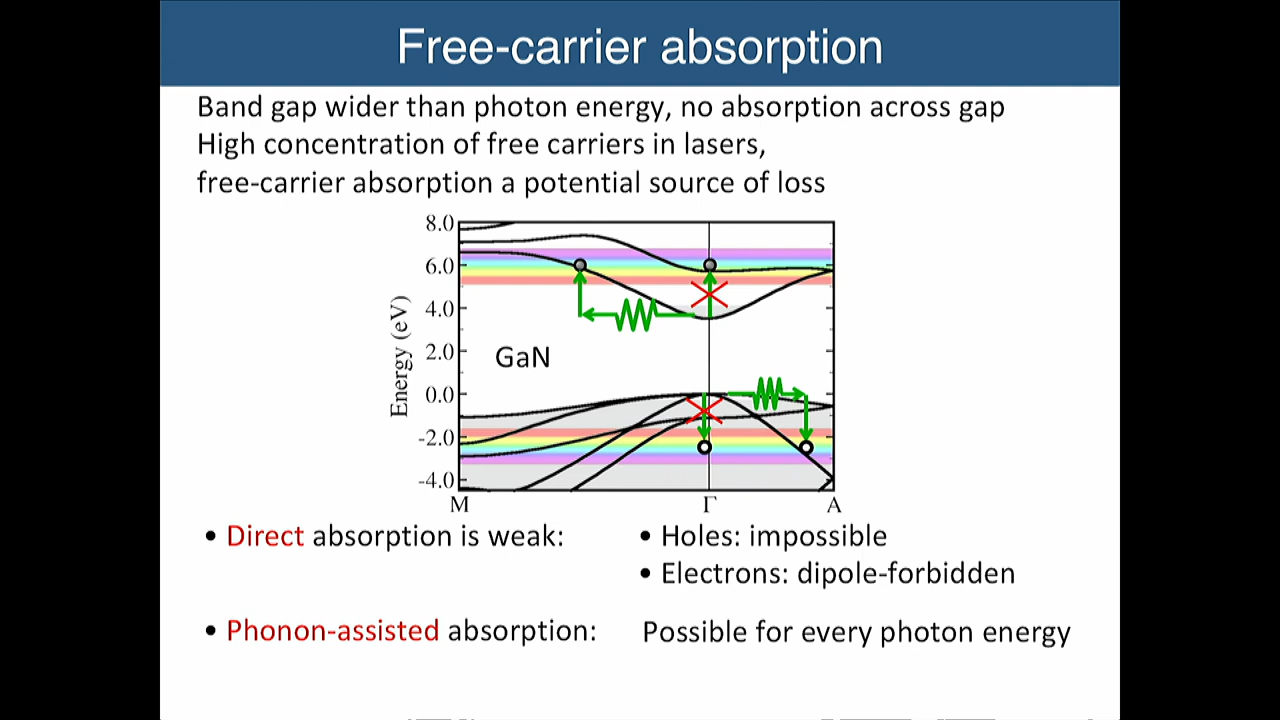 Free-carrier absorption
Band gap wider than photon energy, no absorption across gap
High concentration of free carriers in lasers,
free-carrier absorption a potential source of loss
8.0
6.0
4.0
2.0
0.0
-2.0
-4.0
Energy (eV)
GaN
M Γ A
• Direct absorption is weak:
• Holes: impossible
• Electrons: dipole-forbidden
• Phonon-assisted absorption: Possible for every photon energy